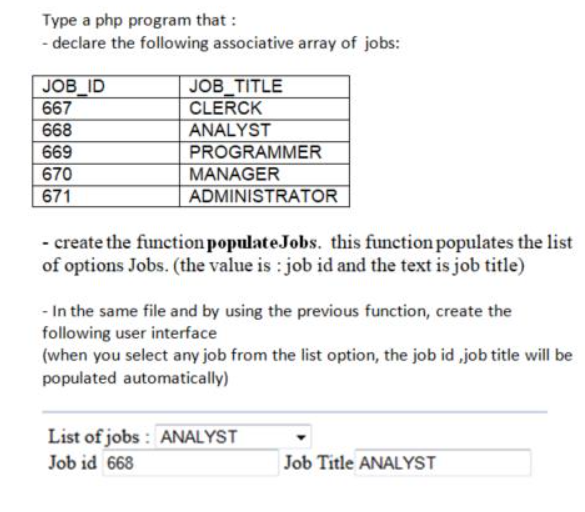 Type a php program that :
- declare the following associative array of jobs:
JOB_ID JOB_TITLE
667 CLERCK
668 ANALYST
669 PROGRAMMER
670 MANAGER
671 ADMINISTRATOR
- create the function populateJobs. this function populates the list
of options Jobs. (the value is : job id and the text is job title)
- In the same file and by using the previous function, create the
following user interface
(when you select any job from the list option, the job id ,job title will be
populated automatically)
List of jobs : ANALYST
Job id 668 Job Title ANALYST